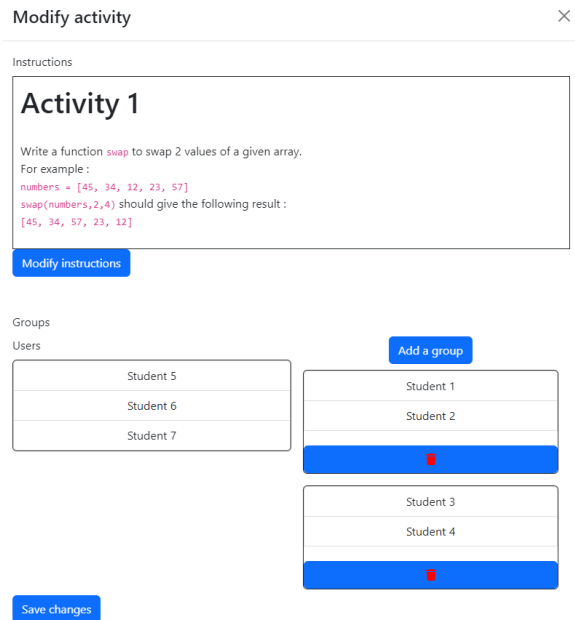 Modify activity
Instructions
Activity 1
Write a function swap to swap 2 values of a given array.
For example :
numbers = [45, 34, 12, 23, 57]
swap(numbers,2,4) should give the following result :
[45, 34, 57, 23, 12]
Modify instructions
Groups
Users
Student 5
Student 6
Student 7
Add a group
Student 1
Student 2
Student 3
Student 4
Save changes